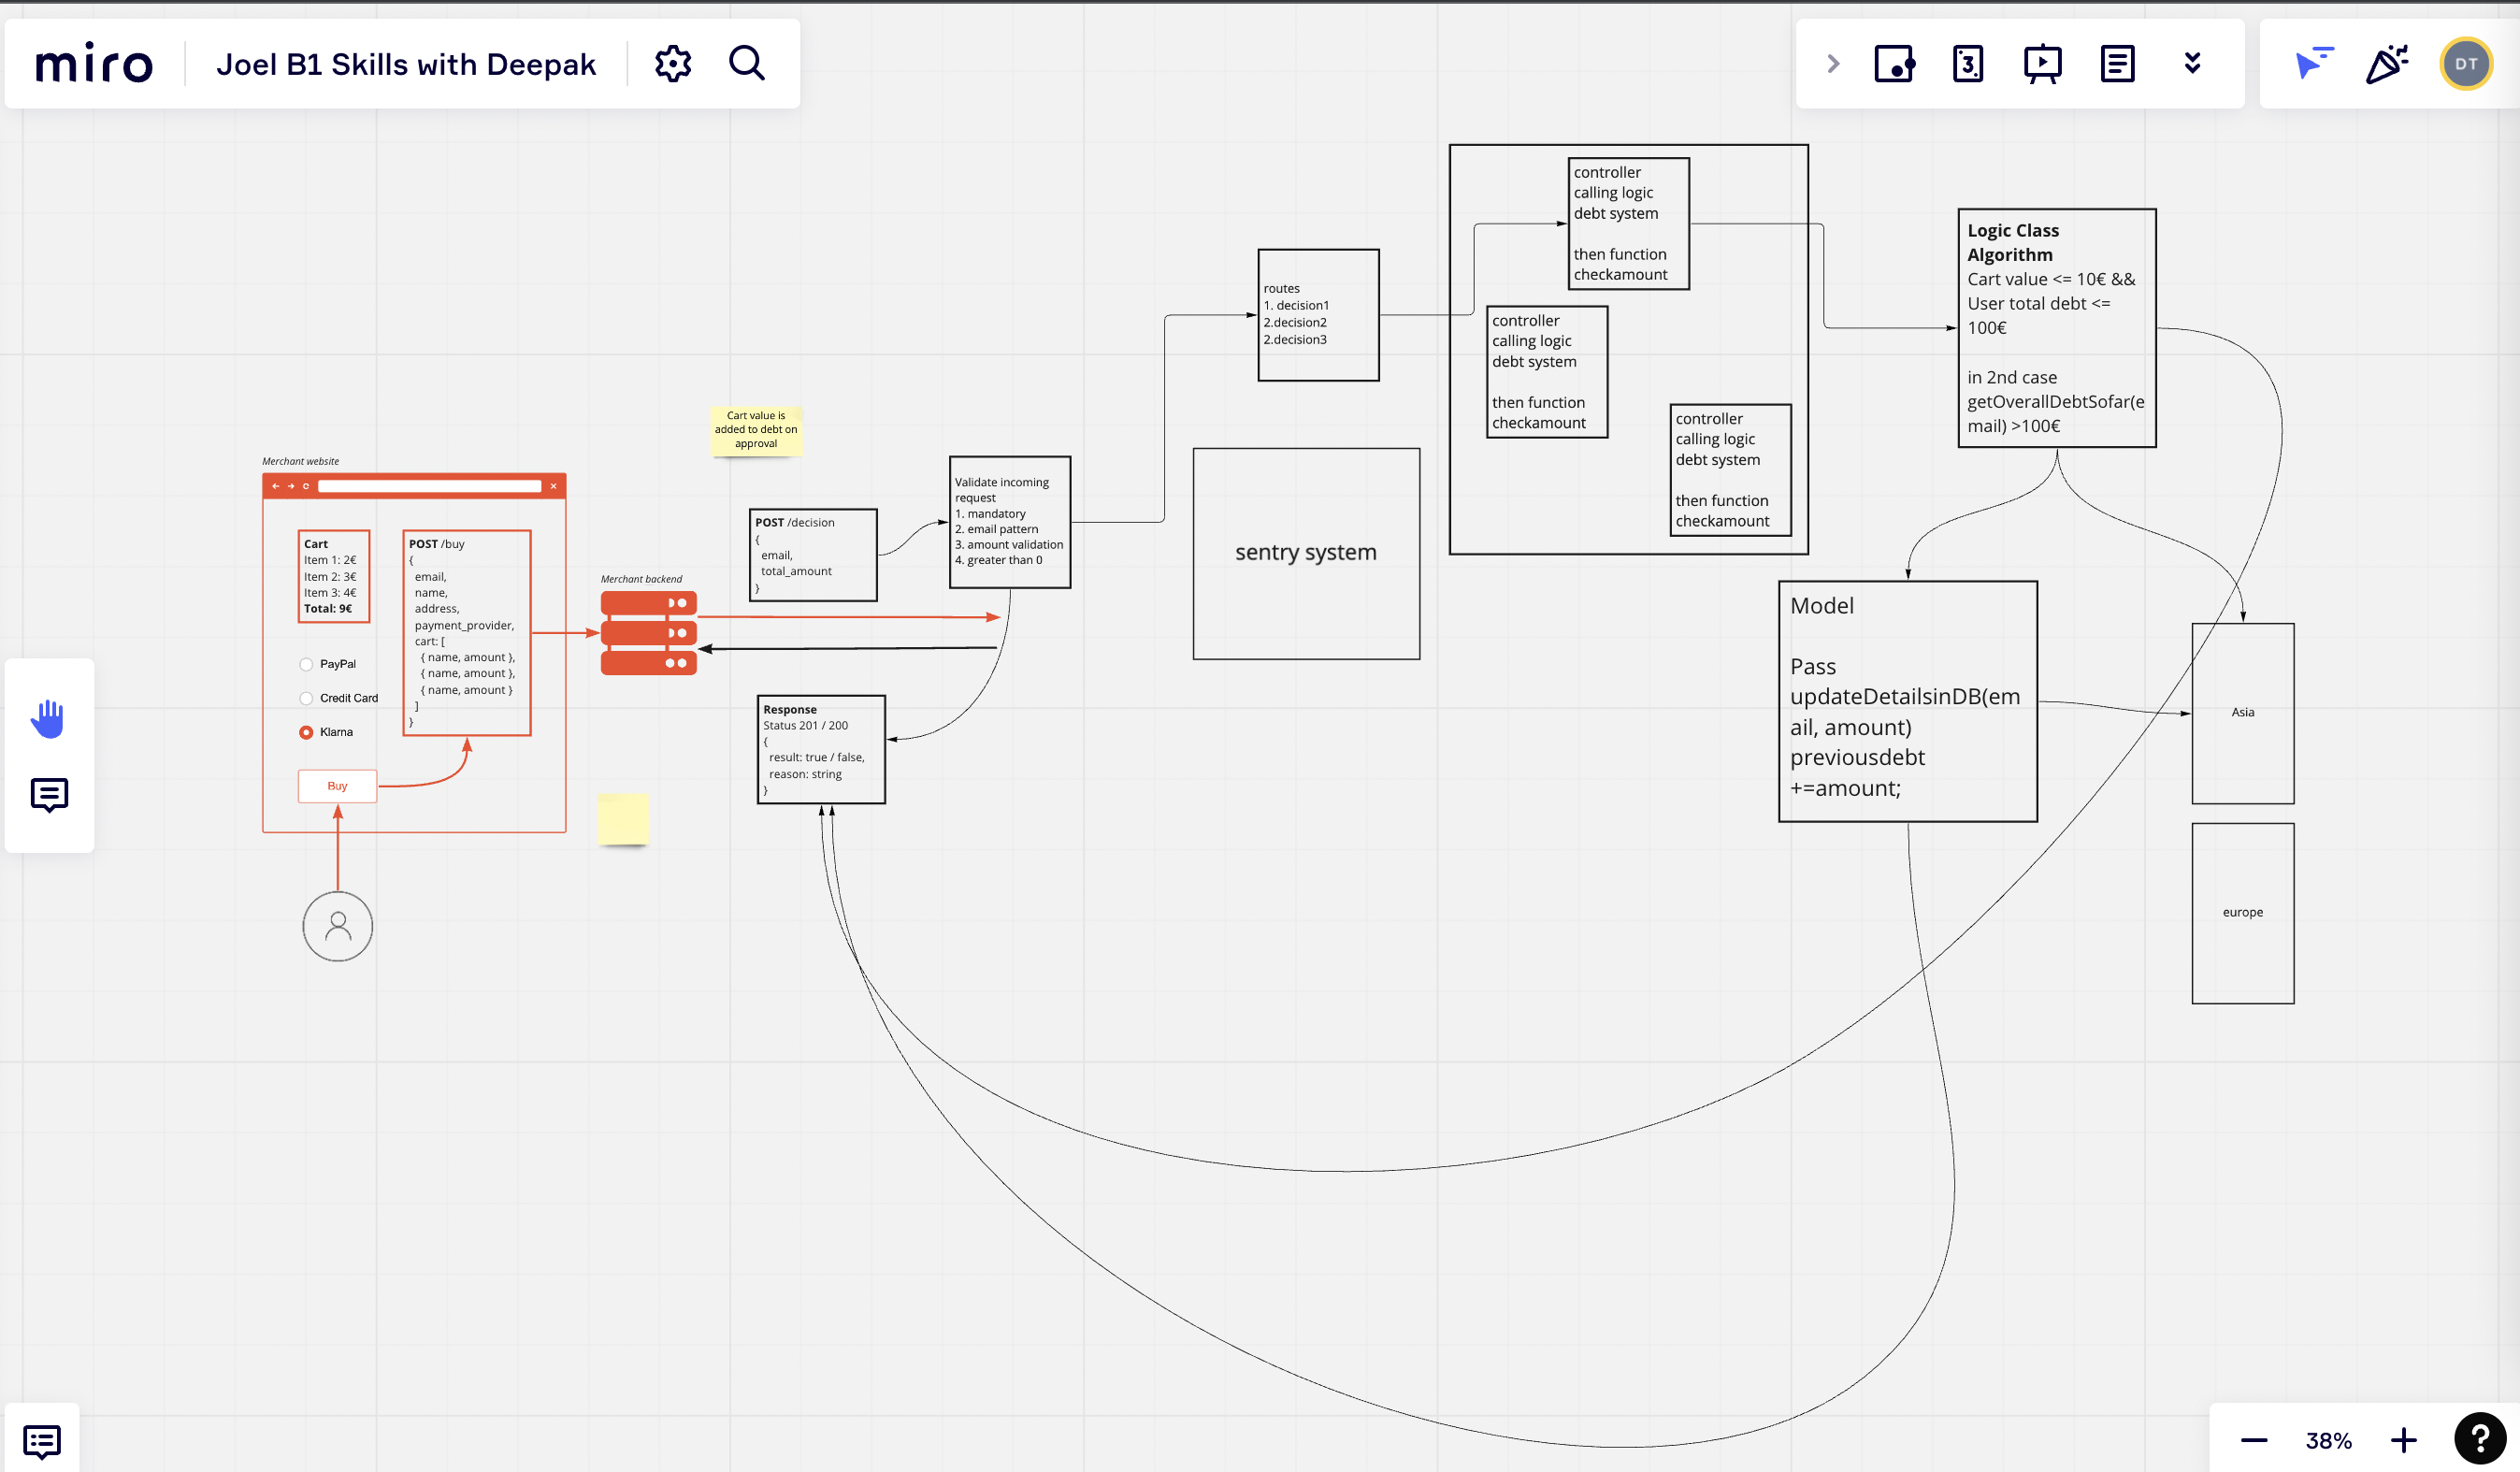 miro
Joel B1 Skills with Deepak
3
DT
controller
calling logic
debt system
then function
checkamount
Logic Class
Algorithm
Cart value <= 10€ &&
User total debt <=
100€
in 2nd case
getOverallDebtSofar(e
mail) >100€
routes
1. decision1
2.decision2
2.decision3
controller
calling logic
debt system
then function
checkamount
controller
calling logic
debt system
then function
checkamount
Cart value is
added to debt on
approval
Merchant website
Validate incoming
request
1. mandatory
2. email pattern
3. amount validation
4. greater than 0
POST /decision
{
email,
total_amount
}
sentry system
Cart
Item 1: 2€
Item 2: 3€
Item 3: 4€
Total: 9€
POST /buy
{
email,
name,
address,
payment_provider,
cart: [
{ name, amount },
{ name, amount },
{ name, amount }
]
}
Merchant backend
PayPal
Credit Card
Klarna
Buy
Response
Status 201 / 200
{
result: true / false,
reason: string
}
Model
Pass
updateDetailsinDB(em
ail, amount)
previousdebt
+=amount;
Asia
europe
38%
?